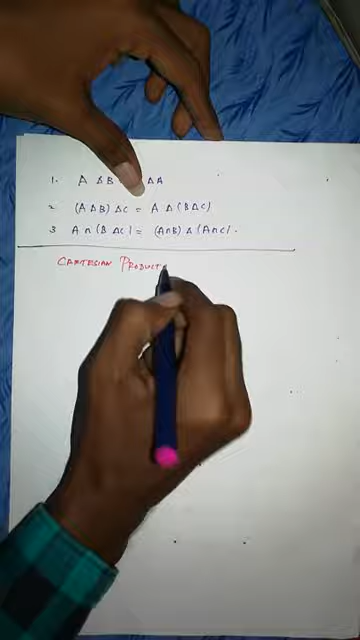 1. A Δ B Δ A
2 (A Δ B) Δ C = A Δ (B Δ C)
3 A ∩ (B Δ C) = (A∩B) Δ (A∩C).
CARTESIAN PRODUCT